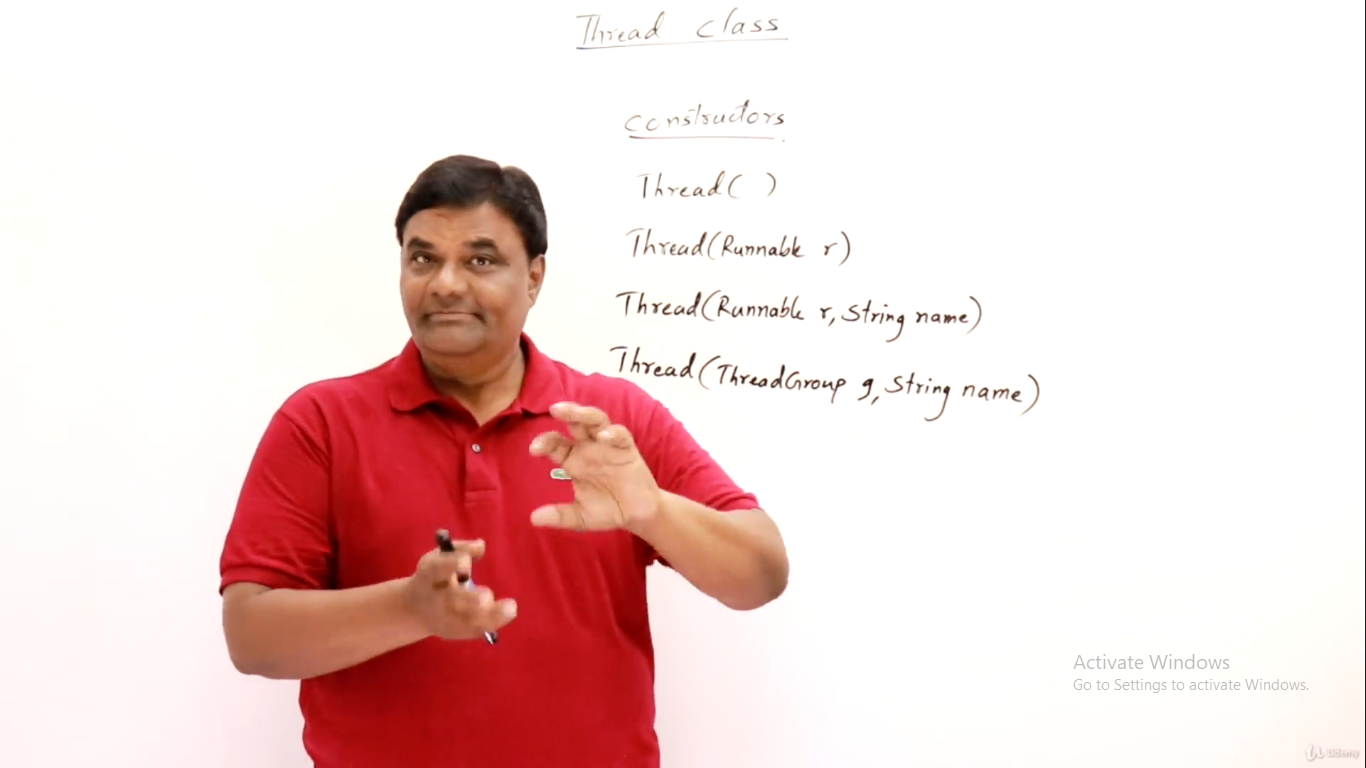 Thread class
constructors
Thread( )
Thread(Runnable r)
Thread(Runnable r, String name)
Thread(ThreadGroup g, String name)
Activate Windows
Go to Settings to activate Windows.
Udemy